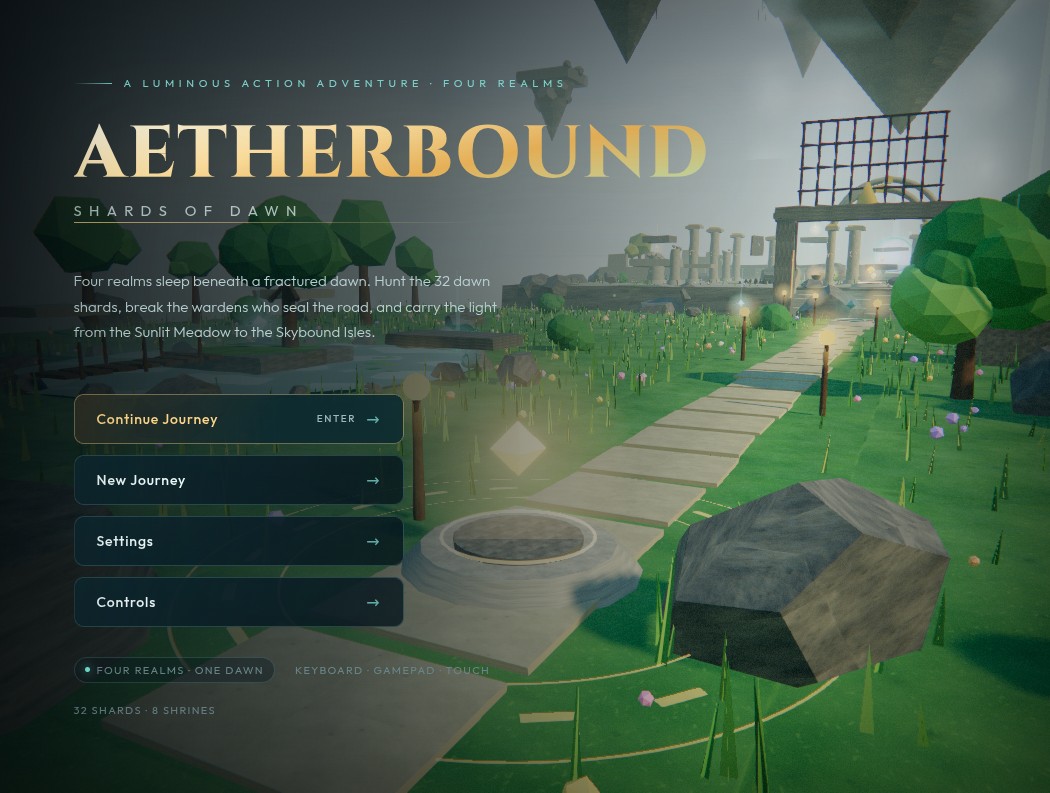 A LUMINOUS ACTION ADVENTURE · FOUR REALMS
AETHERBOUND
SHARDS OF DAWN
Four realms sleep beneath a fractured dawn. Hunt the 32 dawn
shards, break the wardens who seal the road, and carry the light
from the Sunlit Meadow to the Skybound Isles.
Continue Journey ENTER →
New Journey →
Settings →
Controls →
FOUR REALMS · ONE DAWN KEYBOARD · GAMEPAD · TOUCH
32 SHARDS · 8 SHRINES